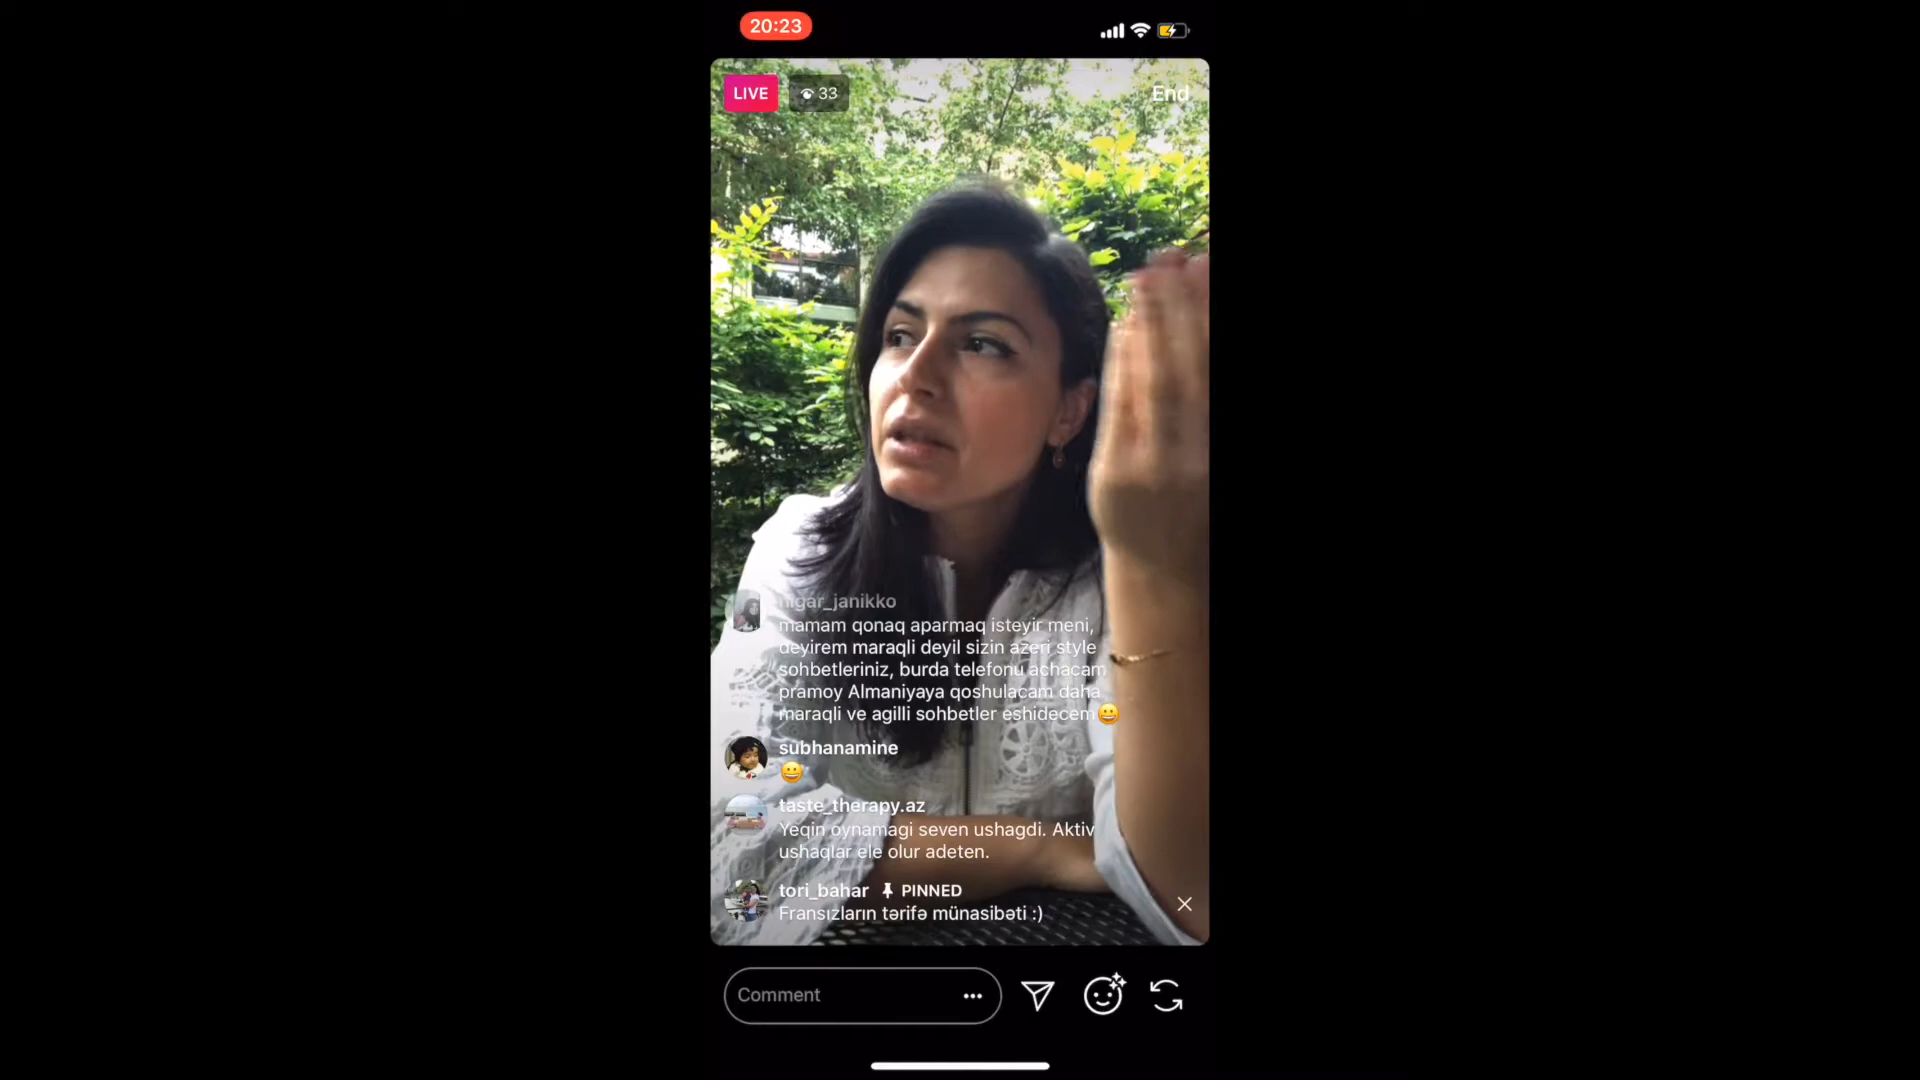 20:23
LIVE
33
End
nigar_janikko
mamam qonaq aparmaq isteyir meni,
deyirem maraqli deyil sizin azeri style
sohbetleriniz, burda telefonu achacam
pramoy Almaniyaya qoshulacam daha
maraqli ve agilli sohbetler eshidecem😀
subhanamine
😀
taste_therapy.az
Yeqin oynamagi seven ushagdi. Aktiv
ushaqlar ele olur adeten.
tori_bahar PINNED
Fransızların tərifə münasibəti :)
Comment